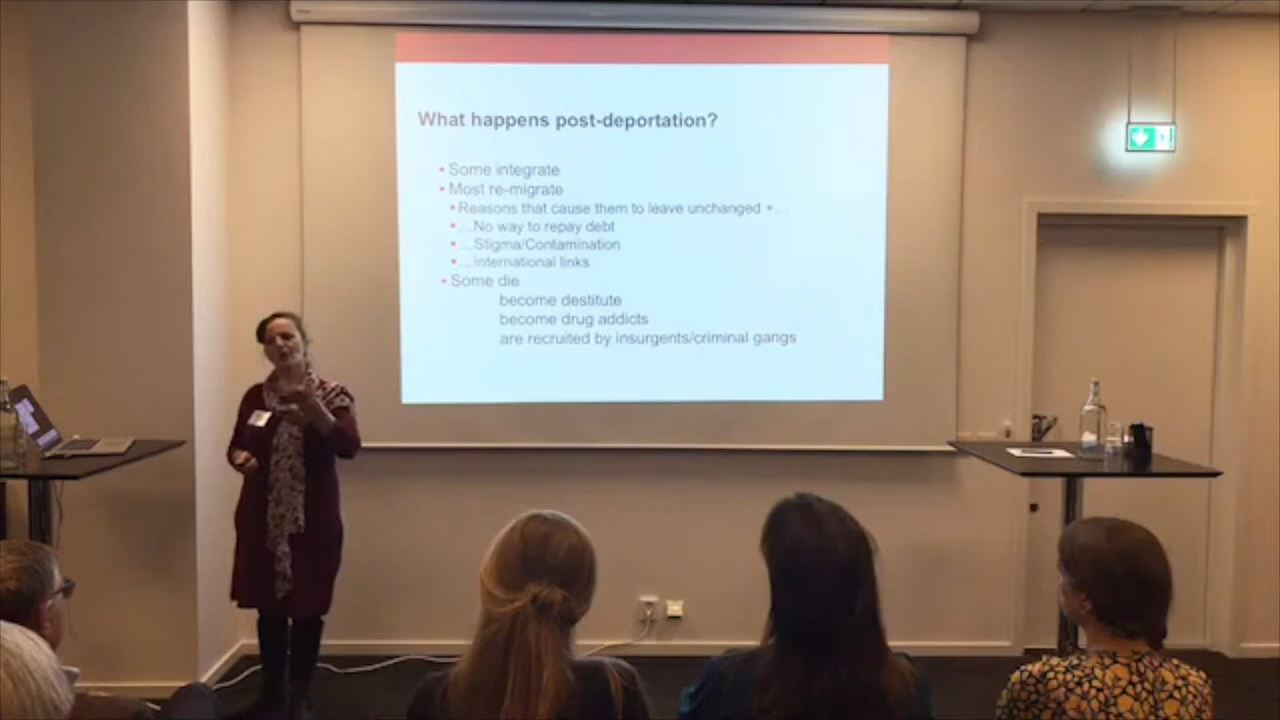 What happens post-deportation?
• Some integrate
• Most re-migrate
• Reasons that cause them to leave unchanged +…
• …No way to repay debt
• …Stigma/Contamination
• …International links
• Some die
become destitute
become drug addicts
are recruited by insurgents/criminal gangs